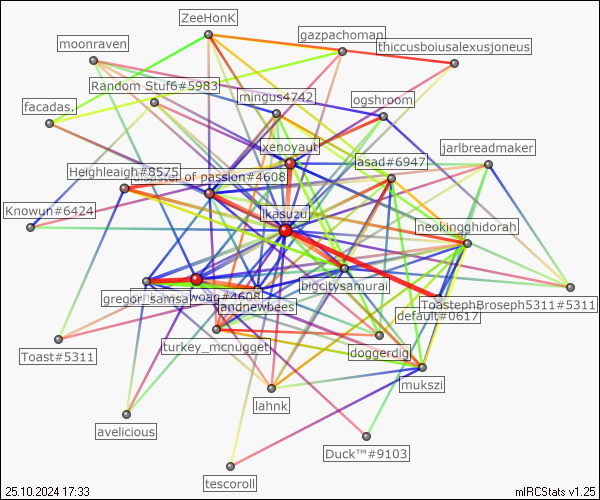 ZeeHonK
gazpachoman
moonraven
thiccusboiusalexusjoneus
Random Stuf6#5983
mingus4742
ogshroom
facadas.
xenoyaut
jarlbreadmaker
asad#6947
Heighleaigh#8575
disaster of passion#4608
Knowun#6424
ikasuzu
neokingghidorah
bigcitysamurai
gregor_samsa
woag#4608
andnewbees
ToastephBroseph5311#5311
default#0617
turkey_mcnugget
doggerdig
Toast#5311
mukszi
lahnk
avelicious
Duck™#9103
tescoroll
25.10.2024 17:33
mIRCStats v1.25